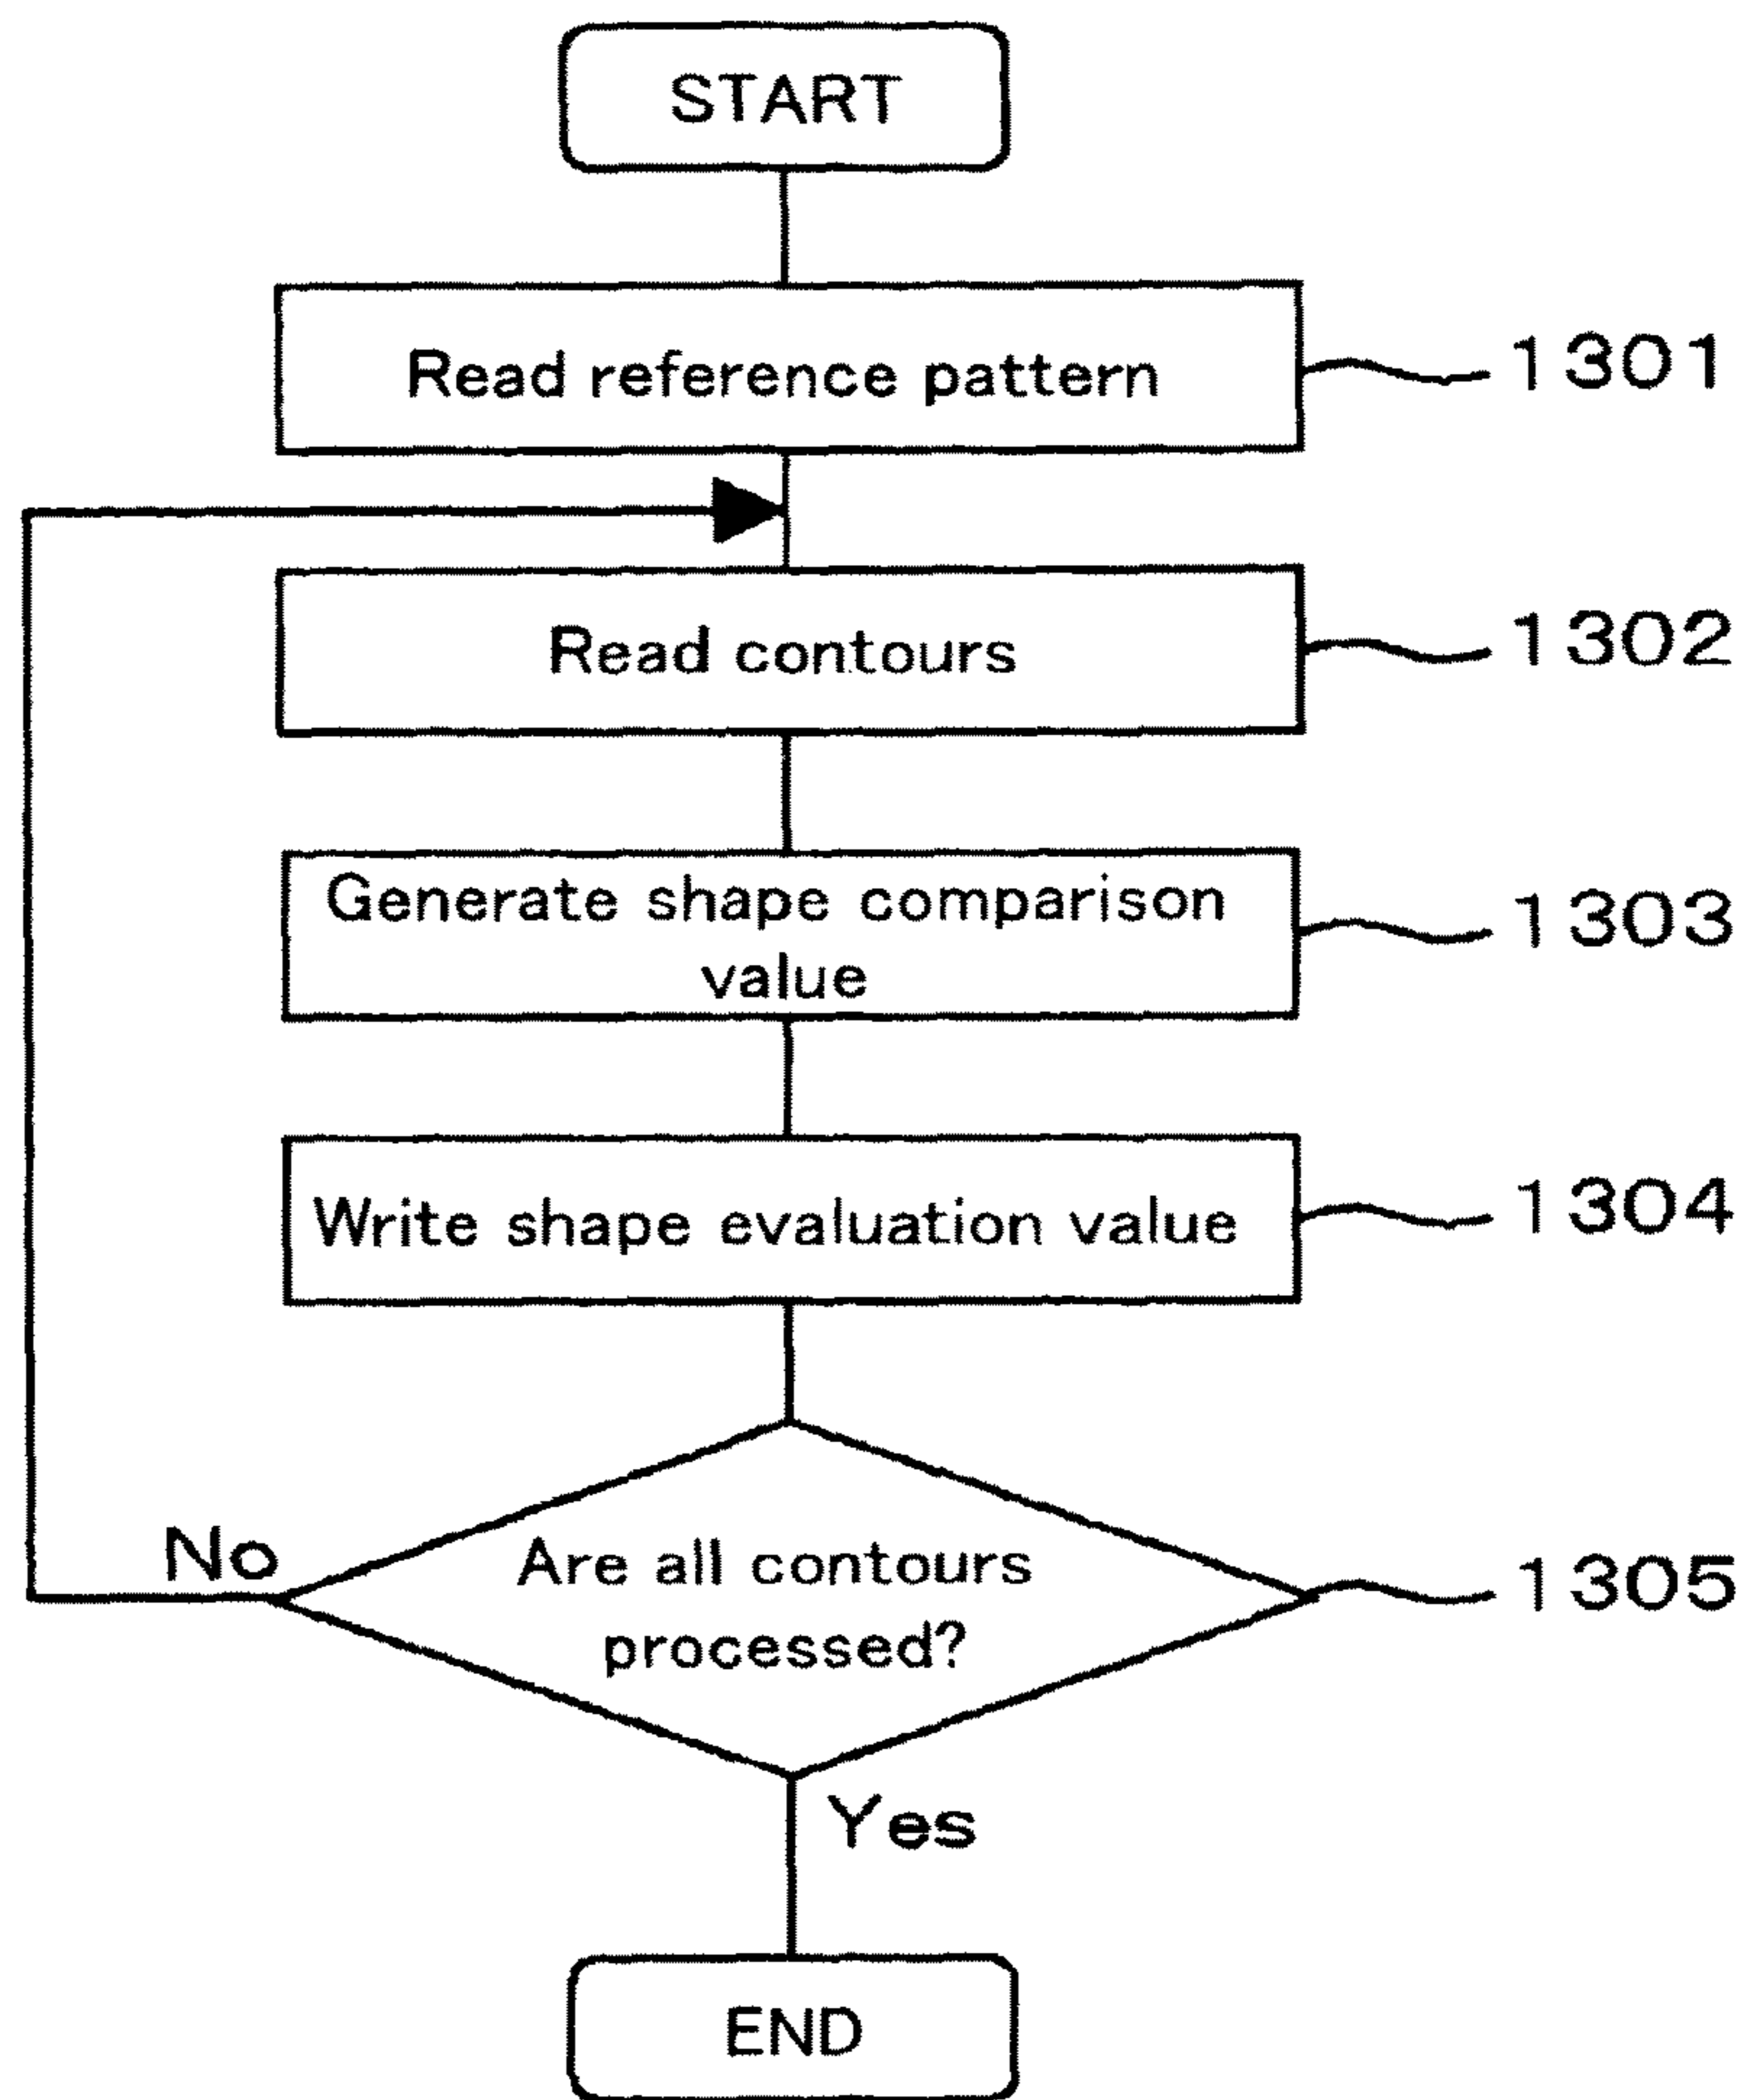 START
Read reference pattern
1301
Read contours
1302
Generate shape comparison
value
1303
Write shape evaluation value
1304
No
Are all contours
processed?
1305
Yes
END